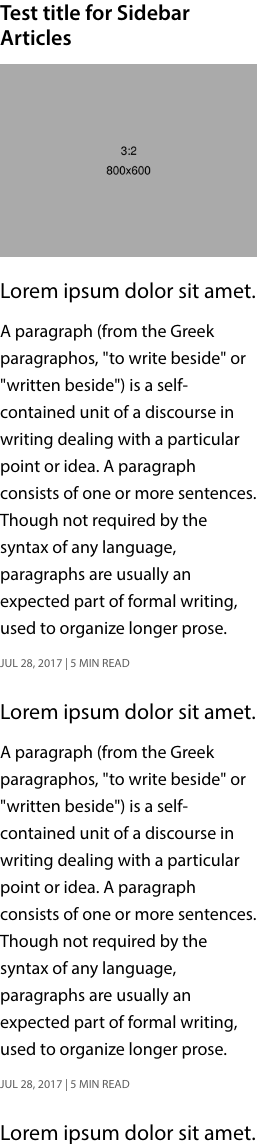 Test title for Sidebar
Articles
3:2
800x600
Lorem ipsum dolor sit amet.
A paragraph (from the Greek
paragraphos, "to write beside" or
"written beside") is a self-
contained unit of a discourse in
writing dealing with a particular
point or idea. A paragraph
consists of one or more sentences.
Though not required by the
syntax of any language,
paragraphs are usually an
expected part of formal writing,
used to organize longer prose.
JUL 28, 2017 | 5 MIN READ
Lorem ipsum dolor sit amet.
A paragraph (from the Greek
paragraphos, "to write beside" or
"written beside") is a self-
contained unit of a discourse in
writing dealing with a particular
point or idea. A paragraph
consists of one or more sentences.
Though not required by the
syntax of any language,
paragraphs are usually an
expected part of formal writing,
used to organize longer prose.
JUL 28, 2017 | 5 MIN READ
Lorem ipsum dolor sit amet.